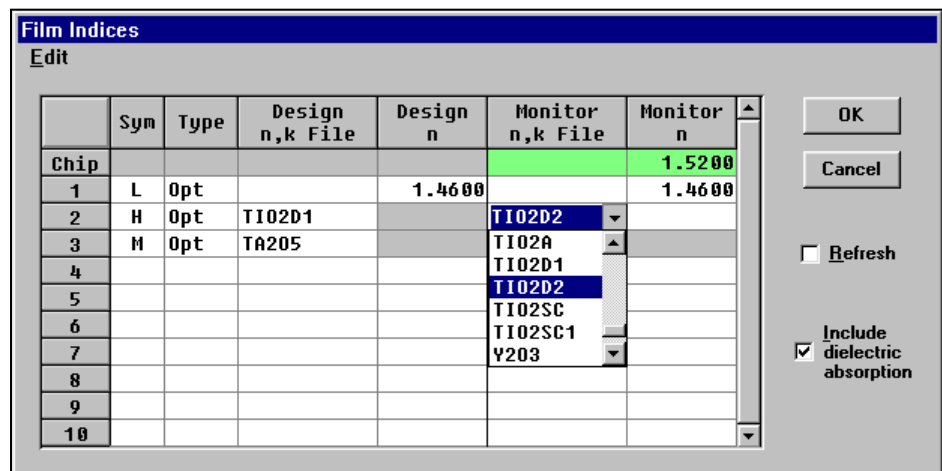 Film Indices
Edit
Sym Type Design n,k File Design n Monitor n,k File Monitor n
Chip 1.5200
1 L Opt 1.4600 1.4600
2 H Opt TIO2D1 TIO2D2
3 M Opt TA205
4
5
6
7
8
9
10
TIO2A
TIO2D1
TIO2D2
TIO2SC
TIO2SC1
Y2O3
OK
Cancel
Refresh
Include
dielectric
absorption